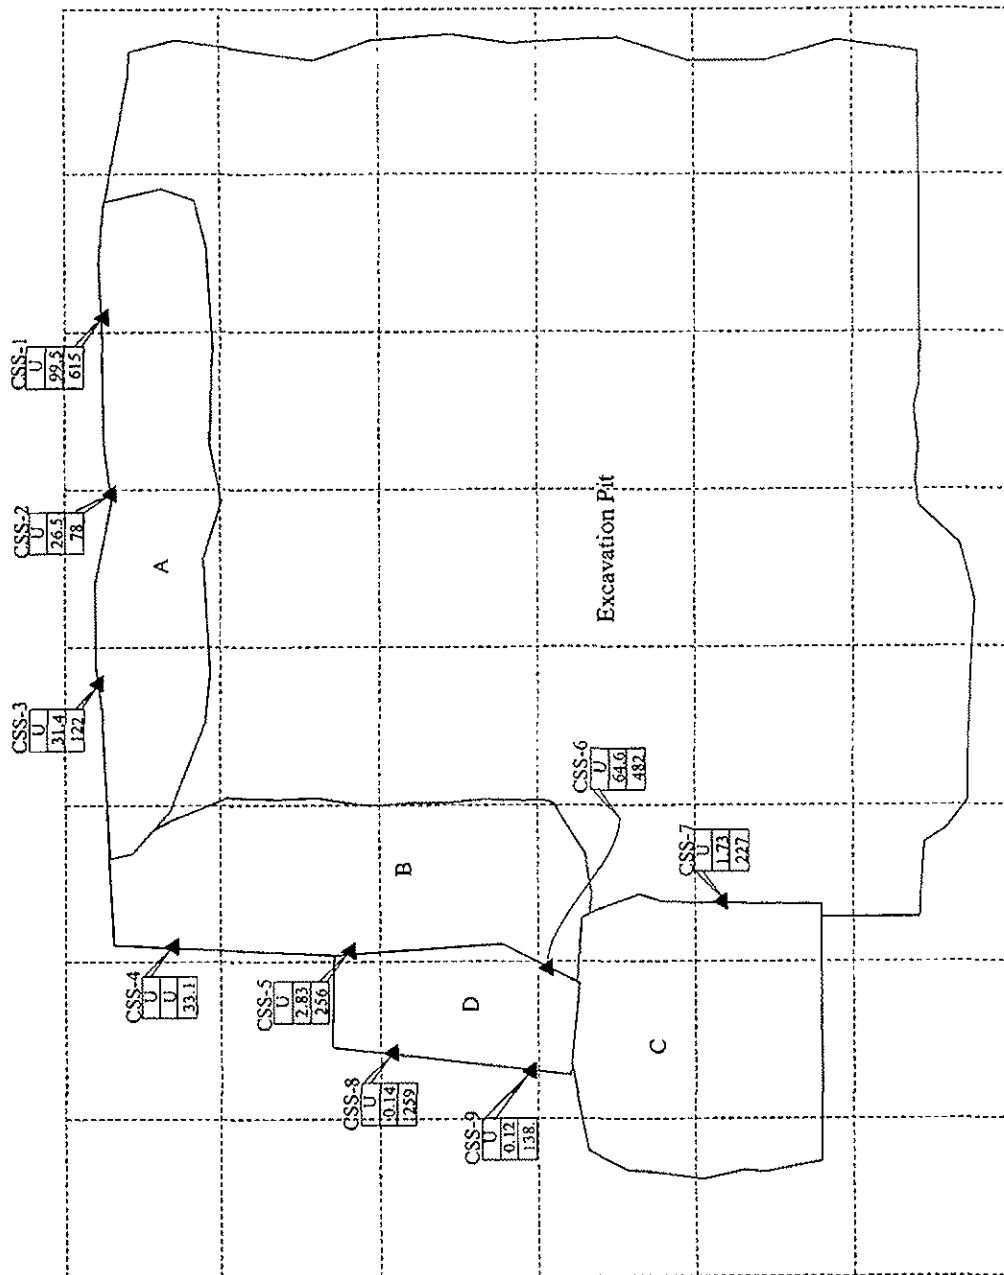 CSS-1
U
99.5
615
CSS-2
U
26.5
78
CSS-3
U
31.4
122
A
CSS-4
U
U
33.1
CSS-5
U
2.83
256
B
CSS-6
U
64.6
482
Excavation Pit
CSS-7
U
1.73
227
D
CSS-8
U
0.14
259
CSS-9
U
0.12
138.
C